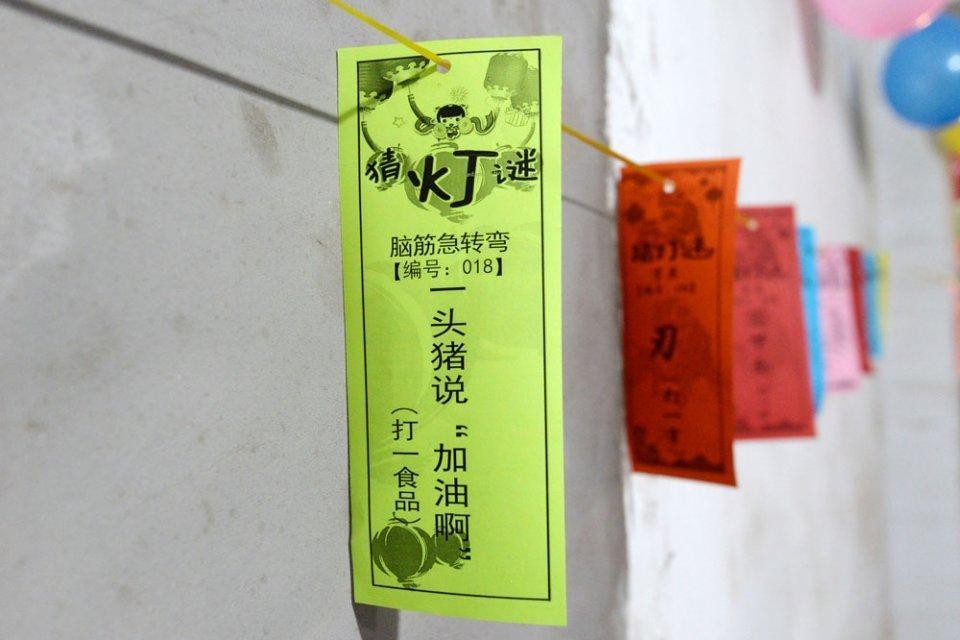 猜灯谜
脑筋急转弯
【编号：018】
一头猪说“加油啊”
（打一食品）
刃